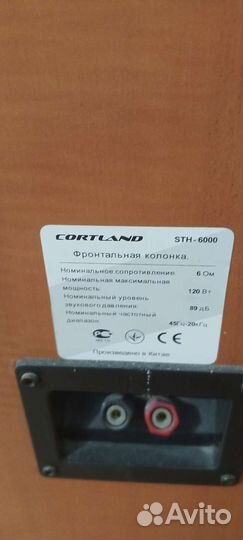 CORTLAND STH-6000
Фронтальная колонка.
Номинальное сопротивление: 6 Ом
Номинальная максимальная
мощность: 120 Вт
Номинальный уровень
звукового давления: 89 дБ
Номинальный частотный
диапазон: 45Гц-20кГц
CE
Произведено в Китае
Avito